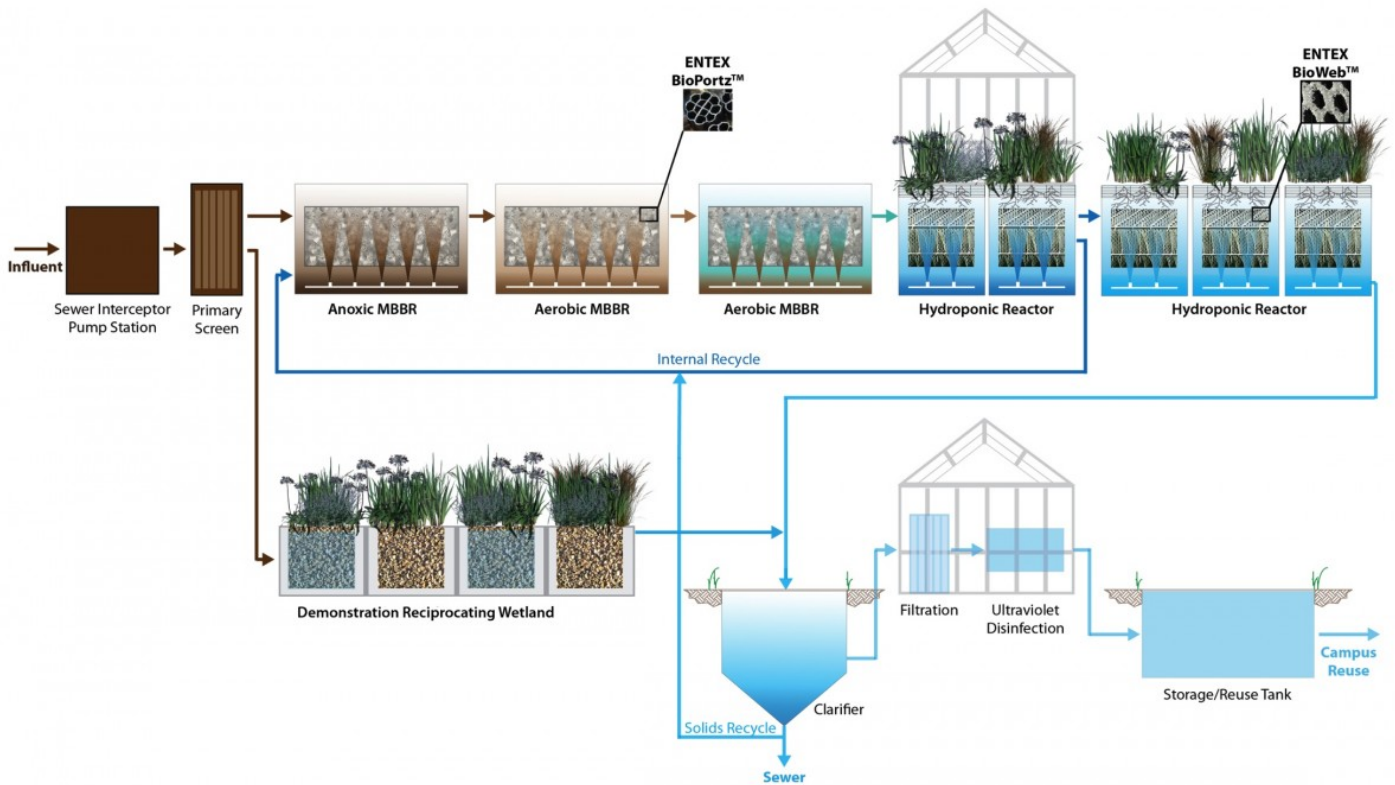 ENTEX
BioPortz™
ENTEX
BioWeb™
Influent
Sewer Interceptor
Pump Station
Primary
Screen
Anoxic MBBR
Aerobic MBBR
Aerobic MBBR
Hydroponic Reactor
Hydroponic Reactor
Internal Recycle
Demonstration Reciprocating Wetland
Filtration
Ultraviolet
Disinfection
Campus
Reuse
Storage/Reuse Tank
Clarifier
Solids Recycle
Sewer